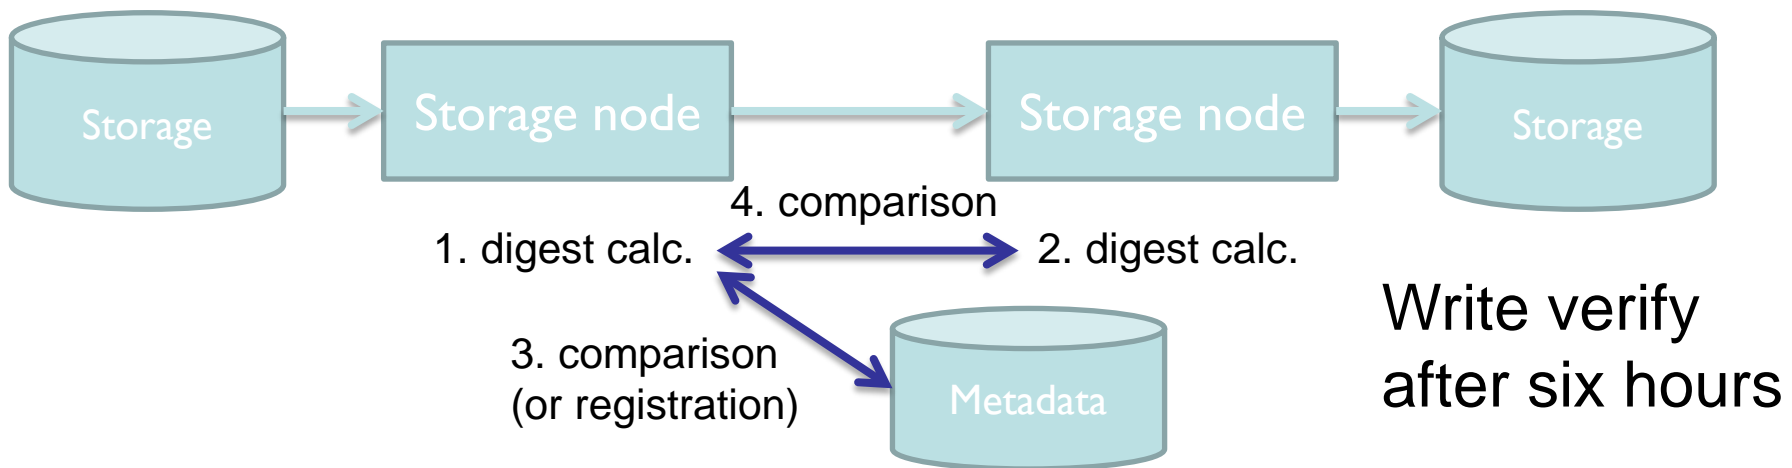 Storage
Storage node
Storage node
Storage
4. comparison
1. digest calc.
2. digest calc.
3. comparison
(or registration)
Metadata
Write verify
after six hours